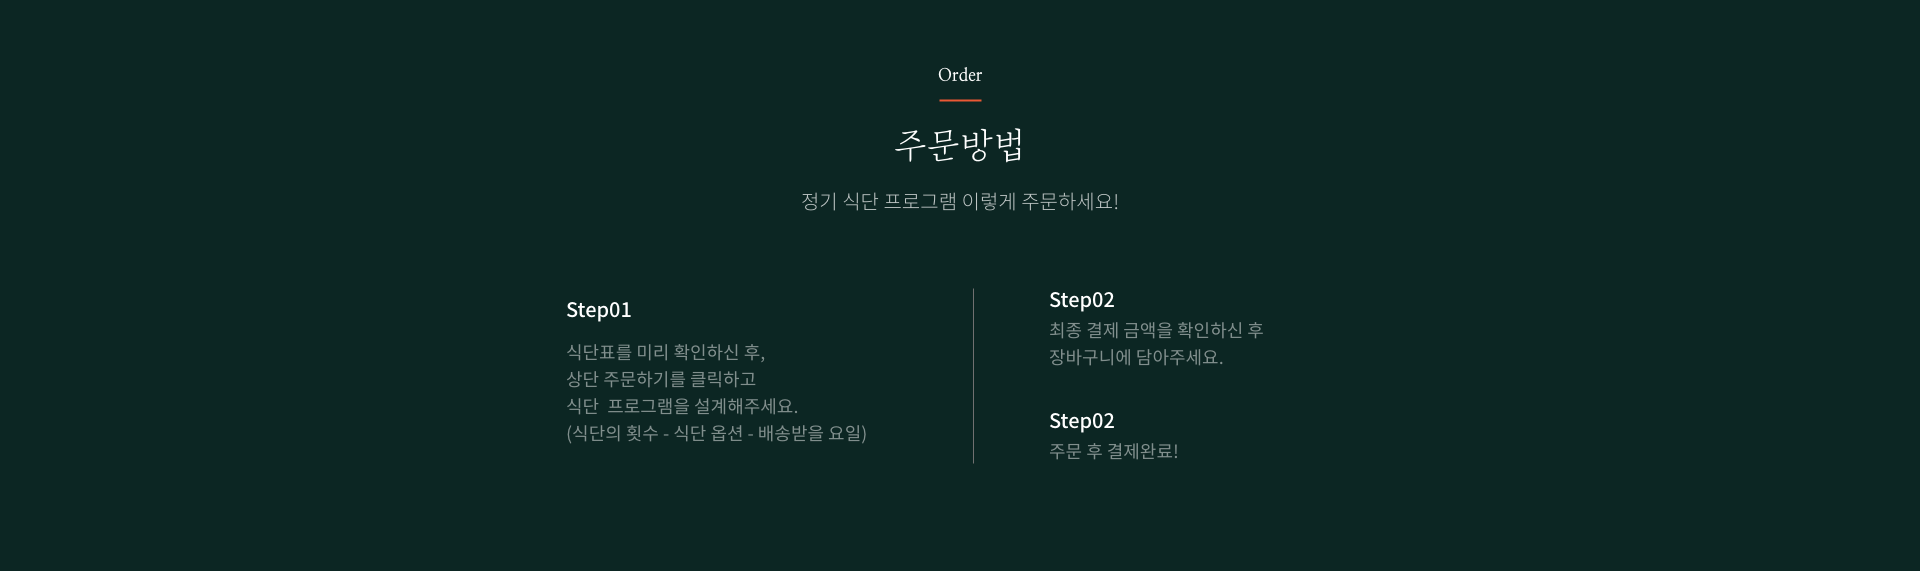 Order
주문방법
정기 식단 프로그램 이렇게 주문하세요!
Step01
식단표를 미리 확인하신 후,
상단 주문하기를 클릭하고
식단  프로그램을 설계해주세요.
(식단의 횟수 - 식단 옵션 - 배송받을 요일)
Step02
최종 결제 금액을 확인하신 후
장바구니에 담아주세요.
Step02
주문 후 결제완료!